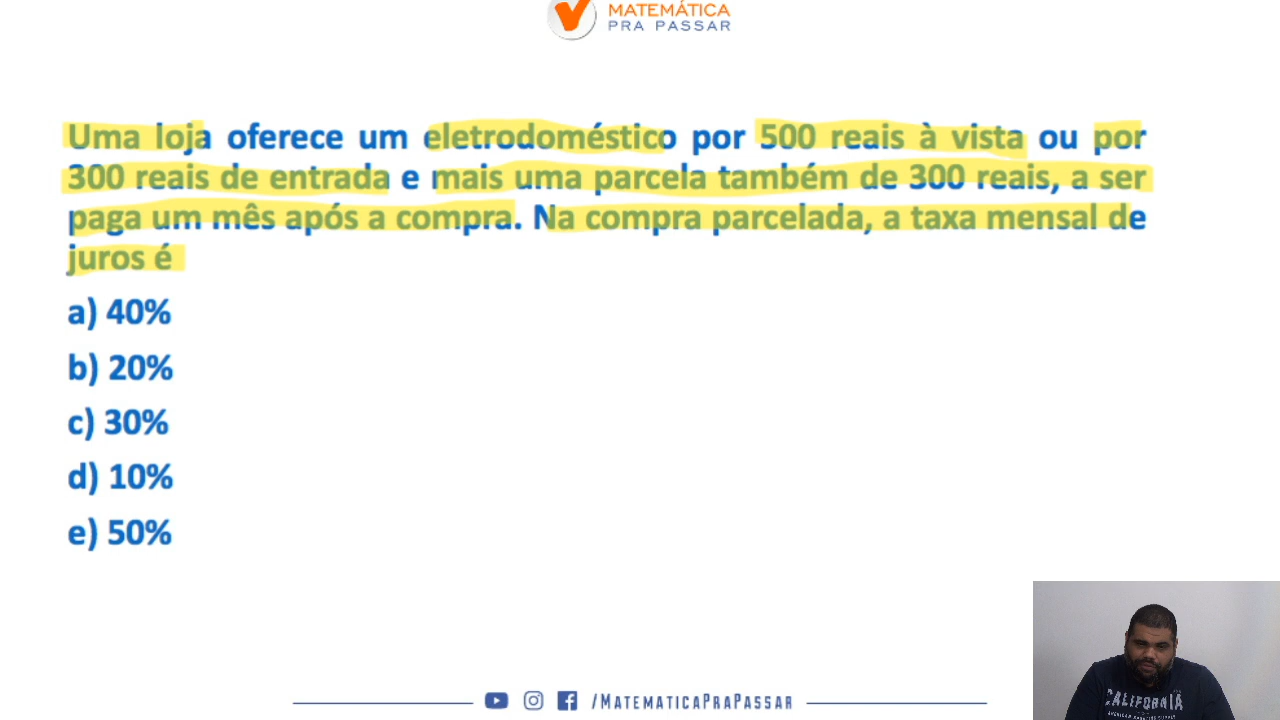 MATEMÁTICA
PRA PASSAR
Uma loja oferece um eletrodoméstico por 500 reais à vista ou por
300 reais de entrada e mais uma parcela também de 300 reais, a ser
paga um mês após a compra. Na compra parcelada, a taxa mensal de
juros é
a) 40%
b) 20%
c) 30%
d) 10%
e) 50%
/MATEMATICAPRAPASSAR
CALIFORNIA